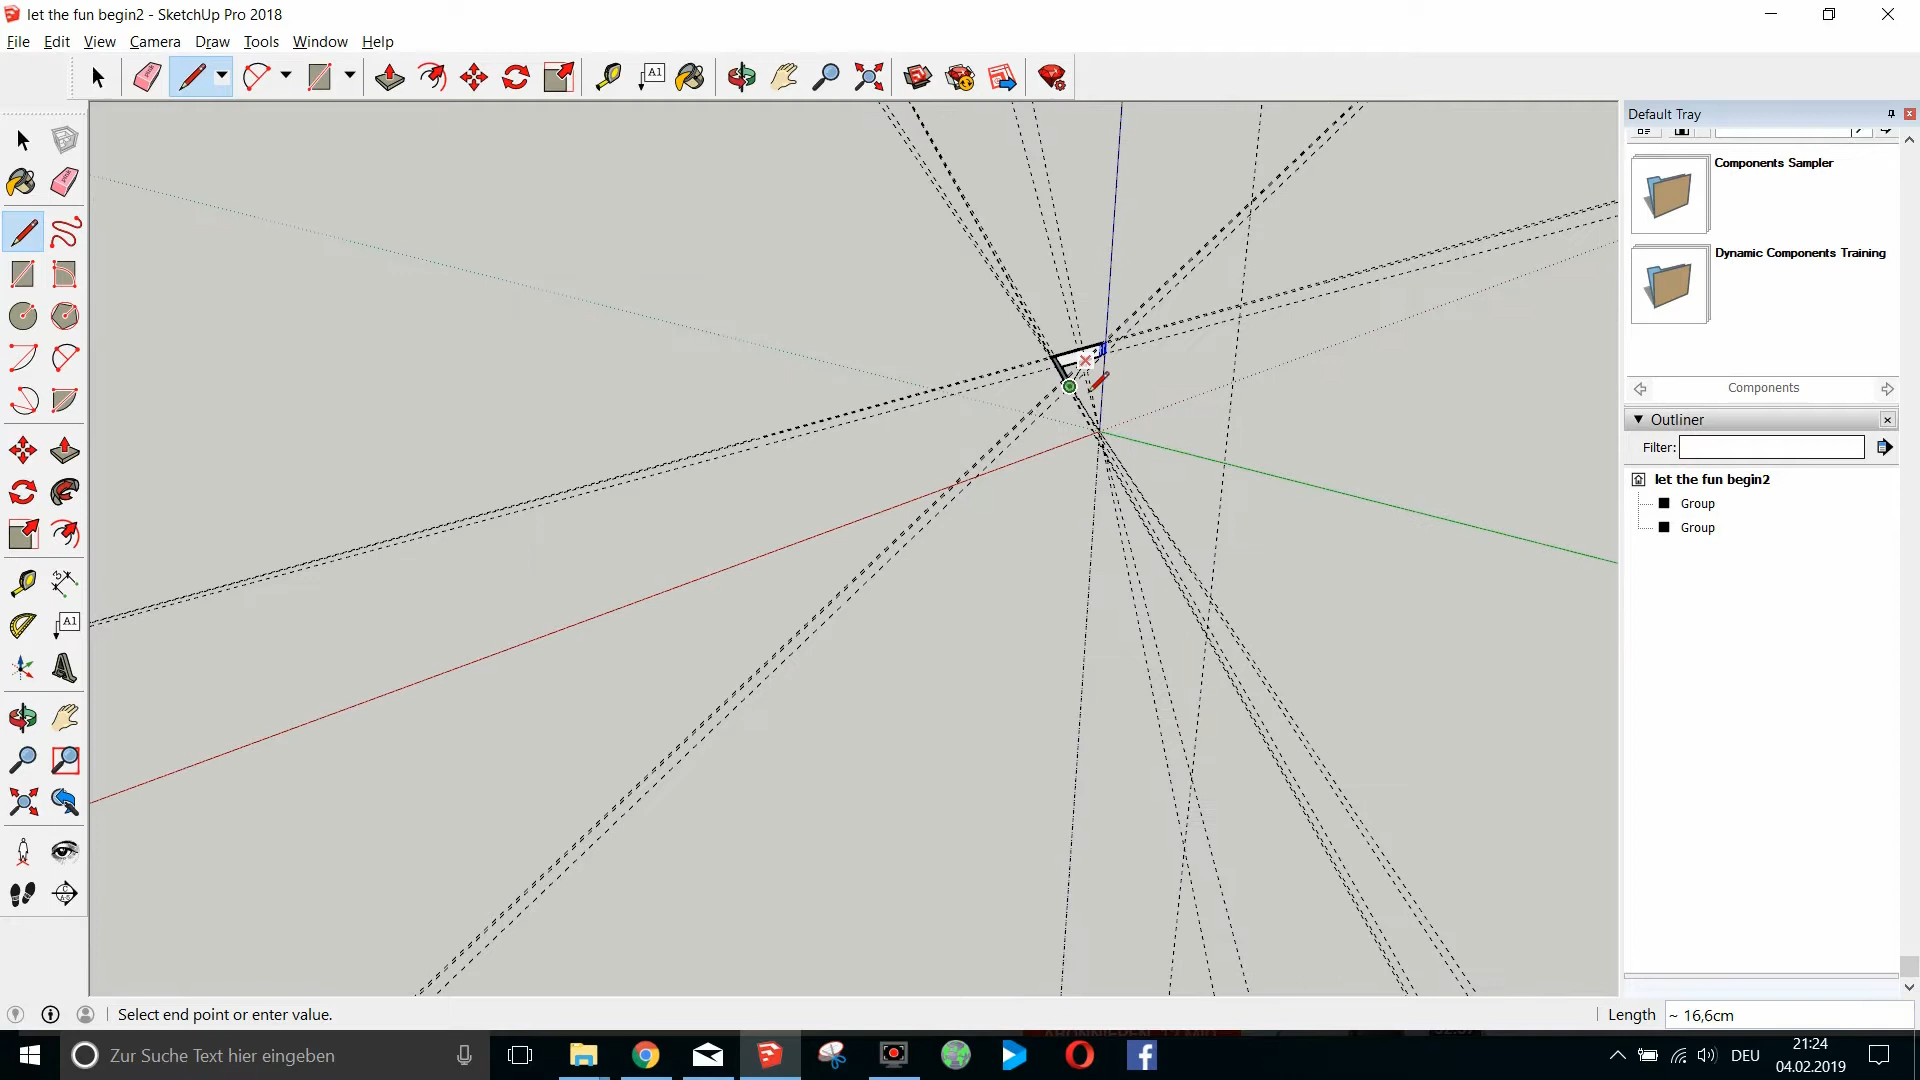 let the fun begin2 - SketchUp Pro 2018
File Edit View Camera Draw Tools Window Help
A1
Default Tray
Components Sampler
Dynamic Components Training
Components
Outliner
Filter:
let the fun begin2
Group
Group
A1
Select end point or enter value.
Length ~ 16,6cm
Zur Suche Text hier eingeben
DEU
21:24
04.02.2019